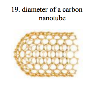 19. diameter of a carbon
nanotube